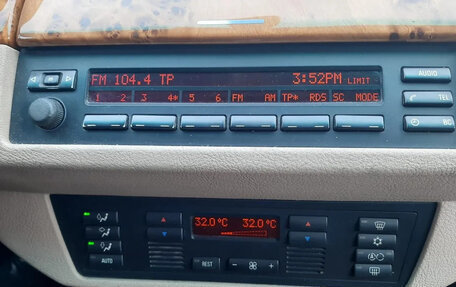 FM 104.4 TP 3:52PM LIMIT
1 2 3 4* 5 6 FM AM TP* RDS SC MODE
M
AUDIO
TEL
BC
32.0°C 32.0°C
AUTO
REST
- +